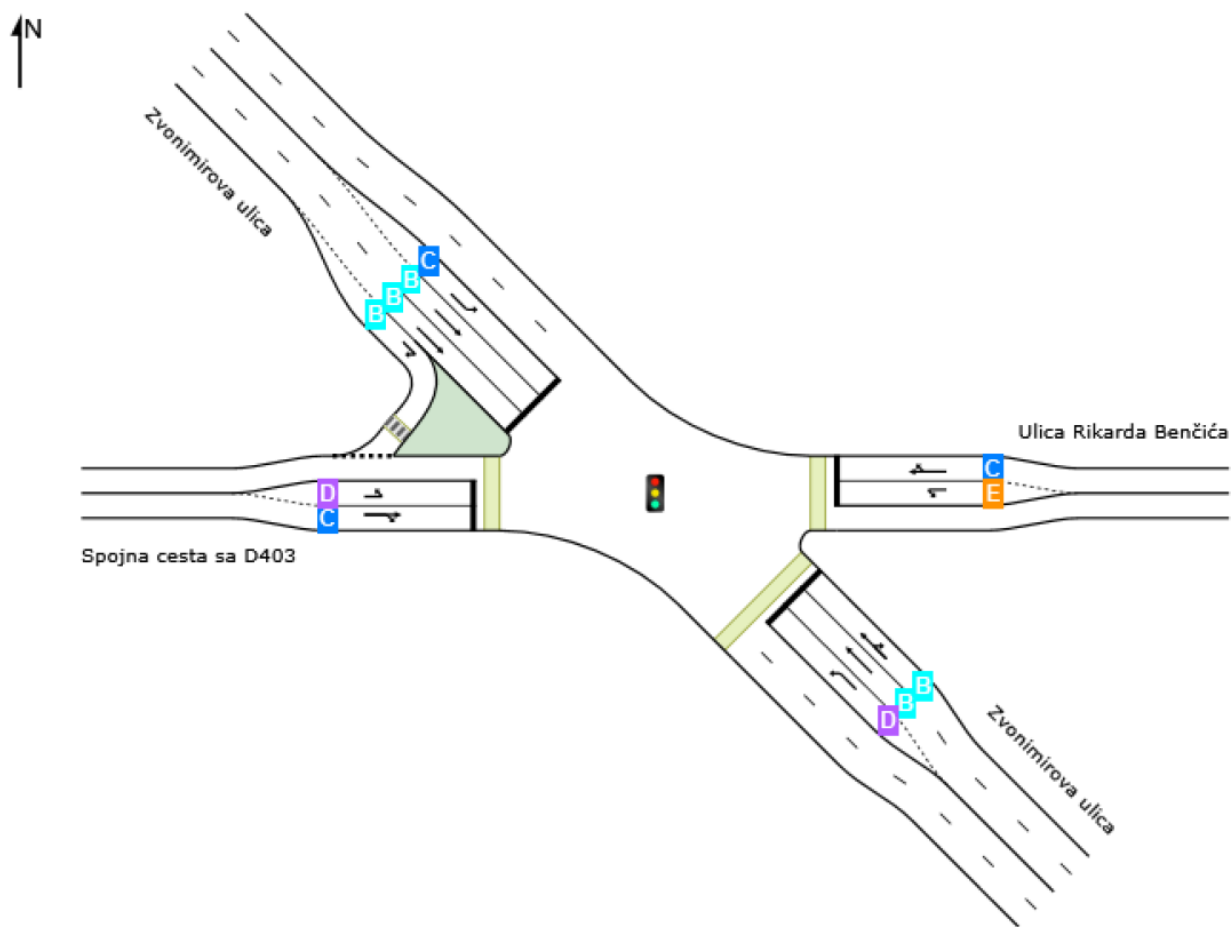 N
Zvonimirova ulica
C
B
B
B
Ulica Rikarda Benčića
D
C
C
E
Spojna cesta sa D403
B
B
D
Zvonimirova ulica